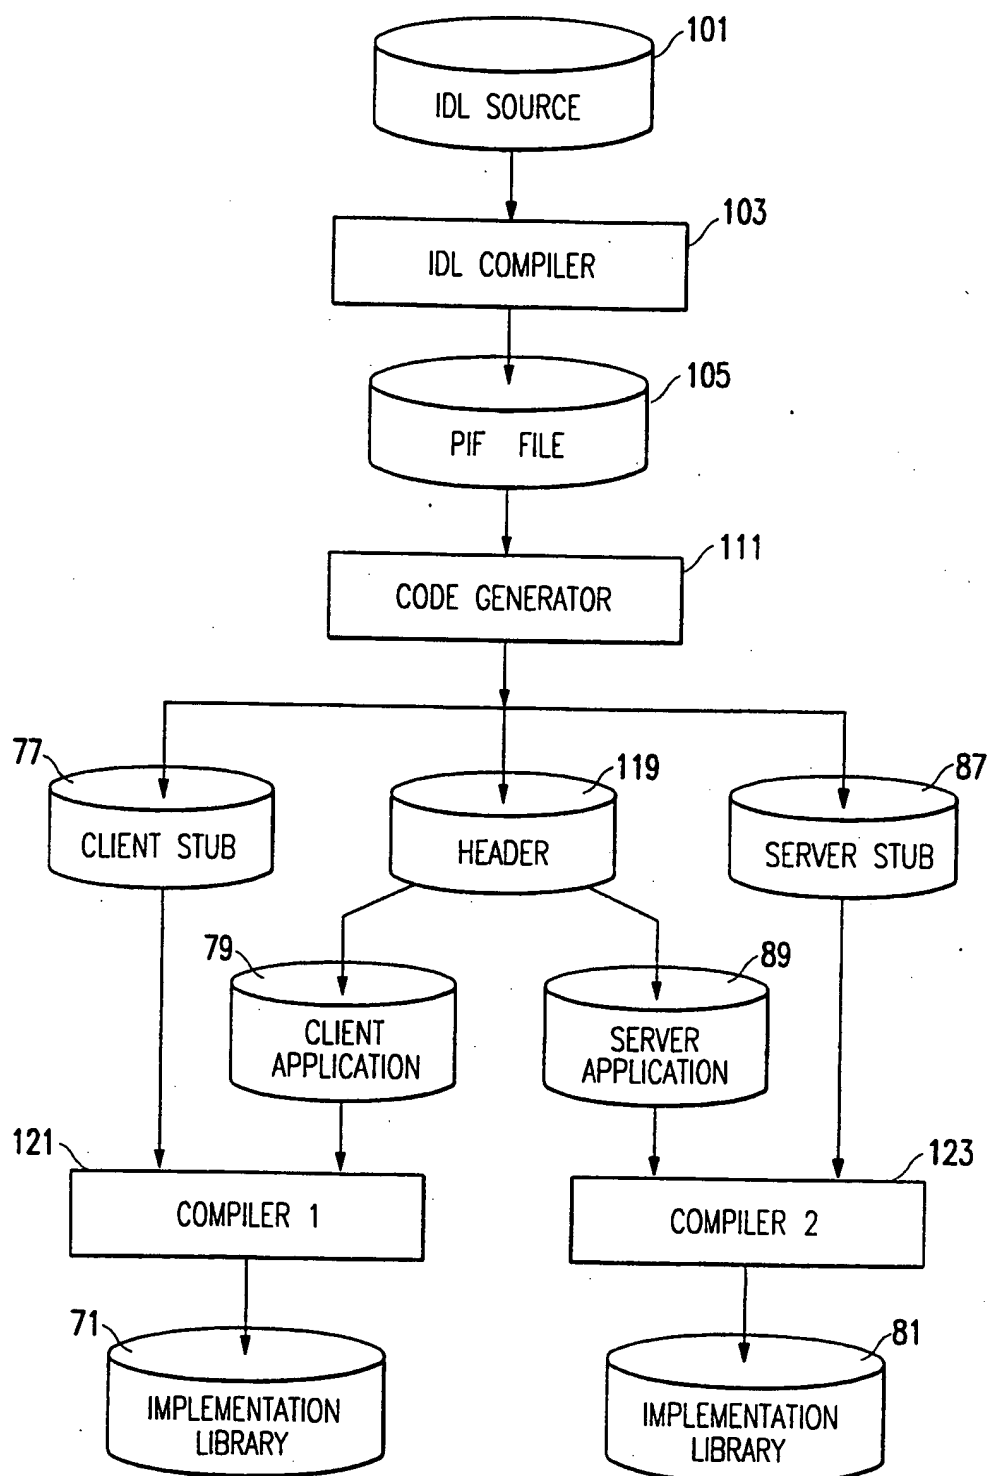 101
IDL SOURCE
103
IDL COMPILER
105
PIF FILE
111
CODE GENERATOR
77
119
87
CLIENT STUB
HEADER
SERVER STUB
79
89
CLIENT
APPLICATION
SERVER
APPLICATION
121
123
COMPILER 1
COMPILER 2
71
81
IMPLEMENTATION
LIBRARY
IMPLEMENTATION
LIBRARY